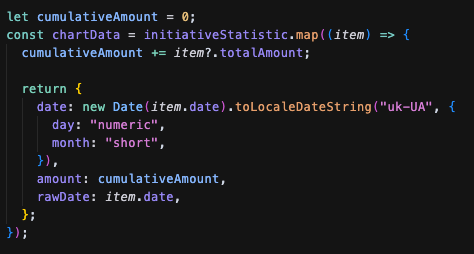 let cumulativeAmount = 0;
const chartData = initiativeStatistic.map((item) => {
  cumulativeAmount += item?.totalAmount;

  return {
    date: new Date(item.date).toLocaleDateString("uk-UA", {
      day: "numeric",
      month: "short",
    }),
    amount: cumulativeAmount,
    rawDate: item.date,
  };
});